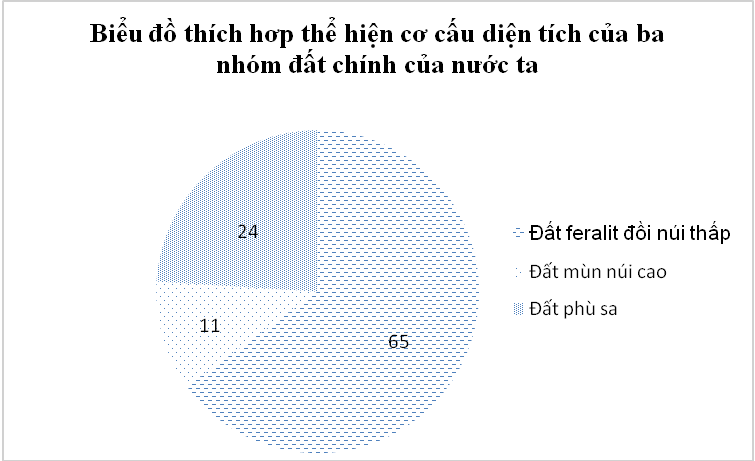 Biểu đồ thích hơp thể hiện cơ cấu diện tích của ba
nhóm đất chính của nước ta
24
11
65
Đất feralit đồi núi thấp
Đất mùn núi cao
Đất phù sa